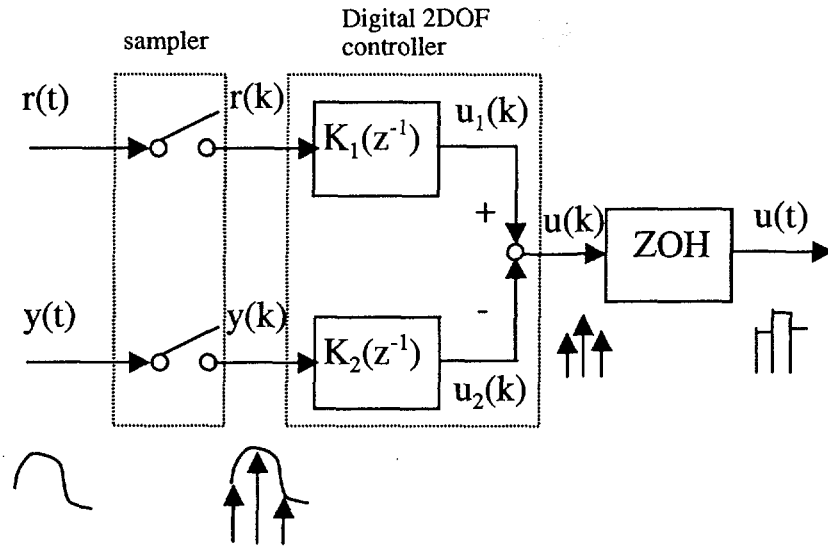 Digital 2DOF
controller
sampler
r(t)
r(k)
K₁(z⁻¹)
u₁(k)
+
u(k)
ZOH
u(t)
y(t)
y(k)
K₂(z⁻¹)
-
u₂(k)